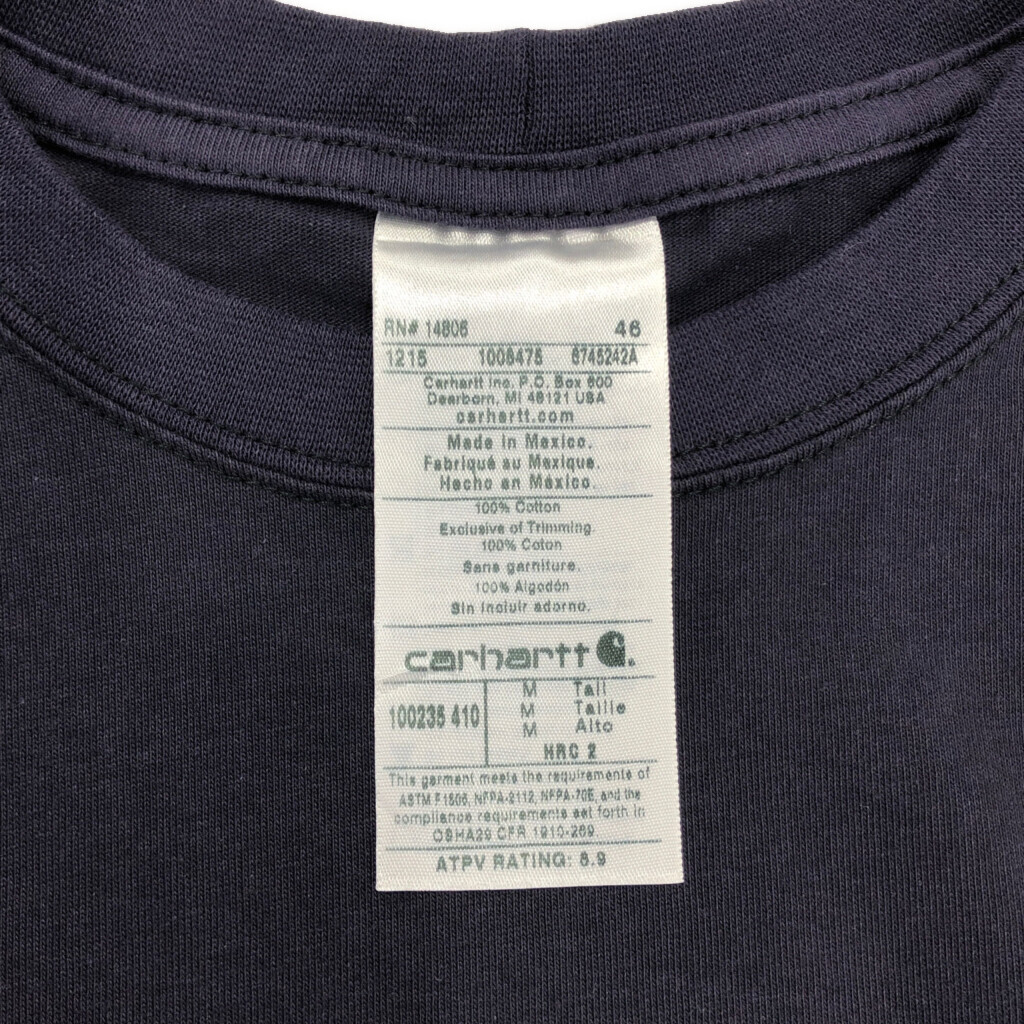 RN# 14806 46
1215 1008475 6745242A
Carhartt Inc. P.O. Box 600
Dearborn, MI 48121 USA
carhartt.com
Made in Mexico.
Fabriqué au Mexique.
Hecho en México.
100% Cotton
Exclusive of Trimming.
100% Coton
Sans garniture.
100% Algodón
Sin incluir adorno.
carhartt
100235 410
M Tall
M Taille
M Alto
HRC 2
This garment meets the requirements of
ASTM F1506, NFPA-2112, NFPA-70E, and the
compliance requirements set forth in
OSHA29 CFR 1910-269
ATPV RATING: 8.9